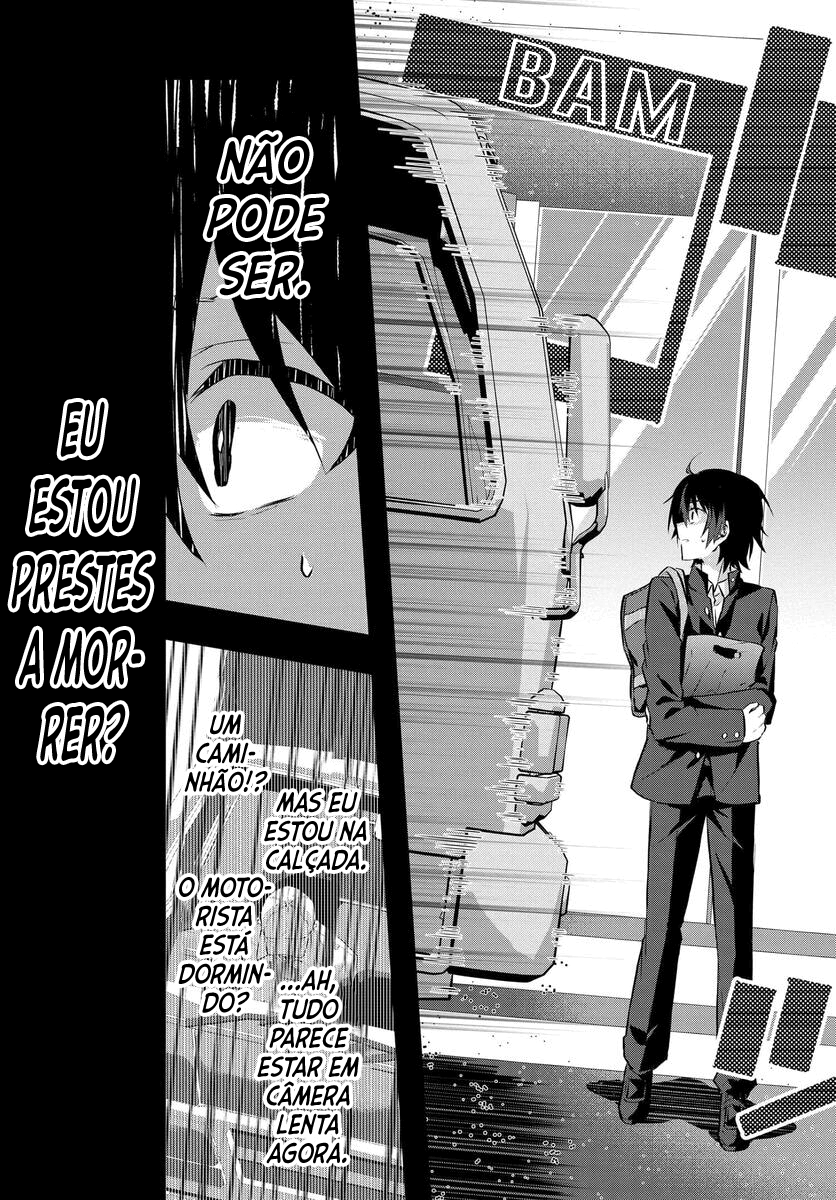 BAM
NÃO
PODE
SER.
UM
CAMI-
NHÃO!?
MAS EU
ESTOU NA
CALÇADA.
O MOTO-
RISTA
ESTÁ
DORMIN-
DO?
...AH,
TUDO
PARECE
ESTAR EM
CÂMERA
LENTA
AGORA.
EU
ESTOU
PRESTES
A MOR-
RER?